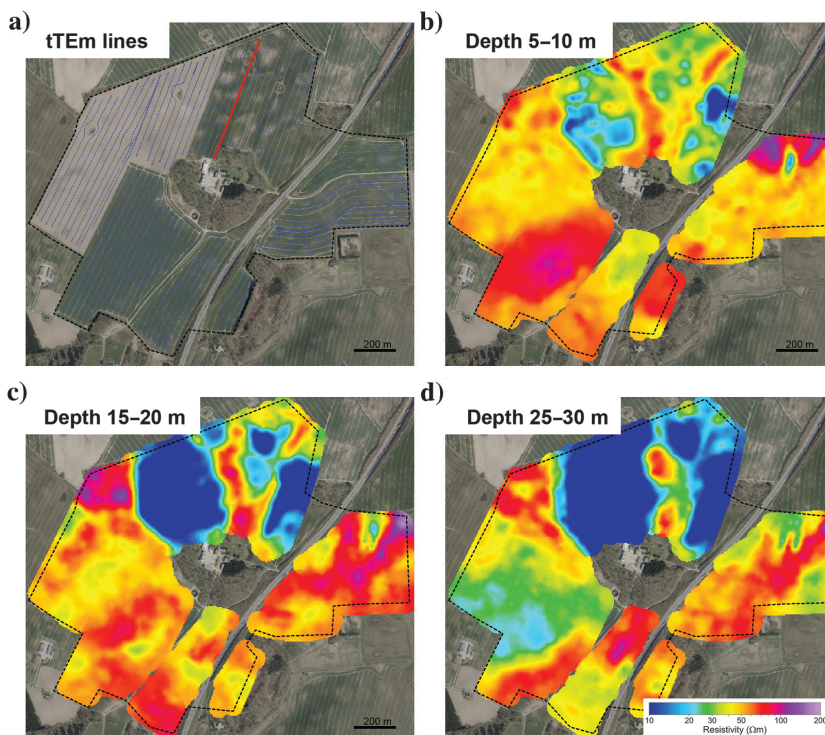 a)
tTEm lines
200 m
b)
Depth 5–10 m
200 m
c)
Depth 15–20 m
200 m
d)
Depth 25–30 m
10 20 30 50 100 200
Resistivity (Ωm)